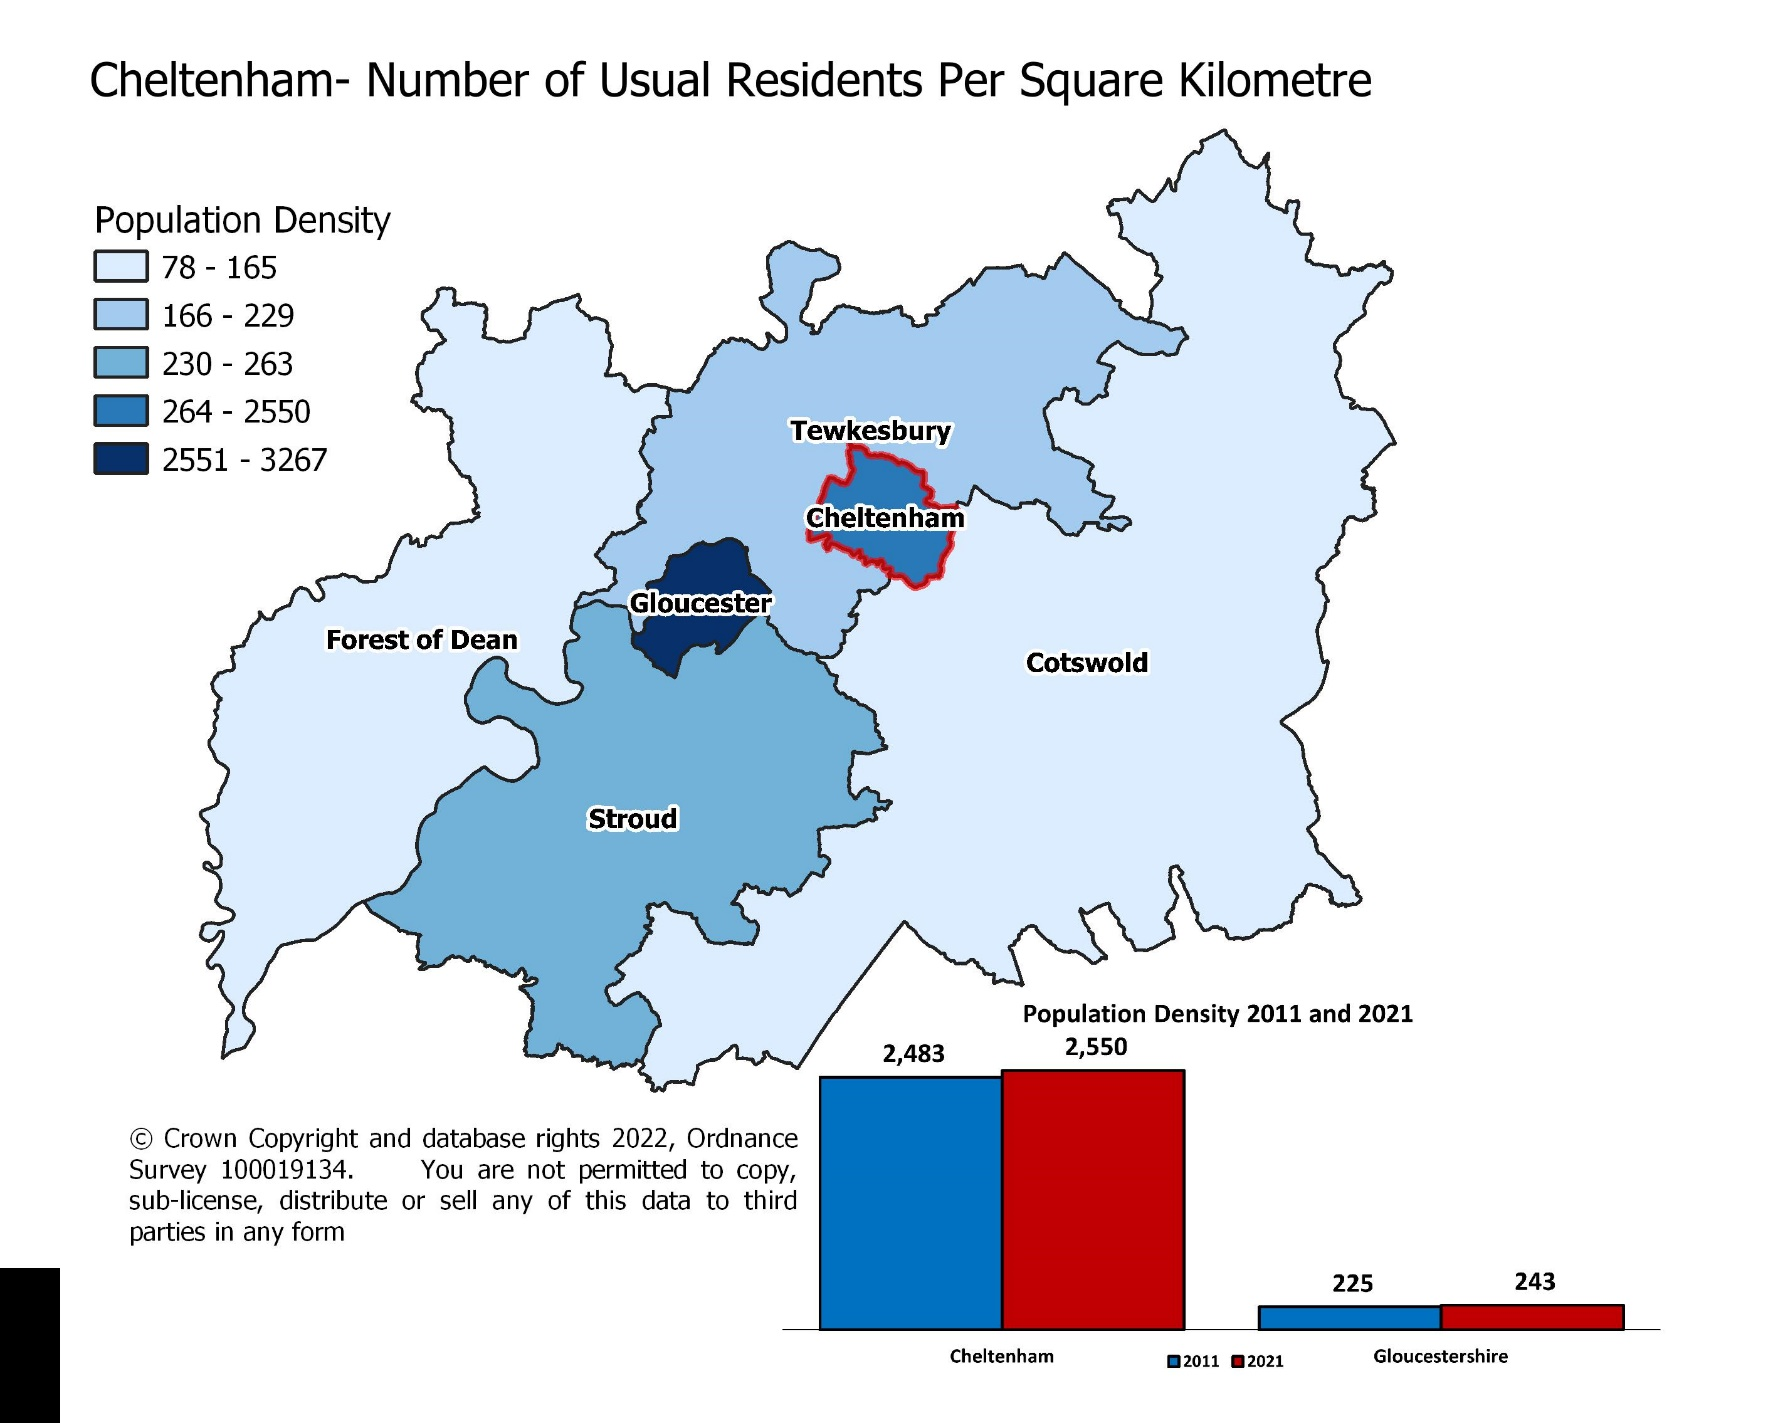 Cheltenham- Number of Usual Residents Per Square Kilometre
Population Density
78 - 165
166 - 229
230 - 263
264 - 2550
2551 - 3267
Tewkesbury
Cheltenham
Gloucester
Forest of Dean
Cotswold
Stroud
Population Density 2011 and 2021
2,483
2,550
225
243
Cheltenham
2011
2021
Gloucestershire
© Crown Copyright and database rights 2022, Ordnance
Survey 100019134. You are not permitted to copy,
sub-license, distribute or sell any of this data to third
parties in any form